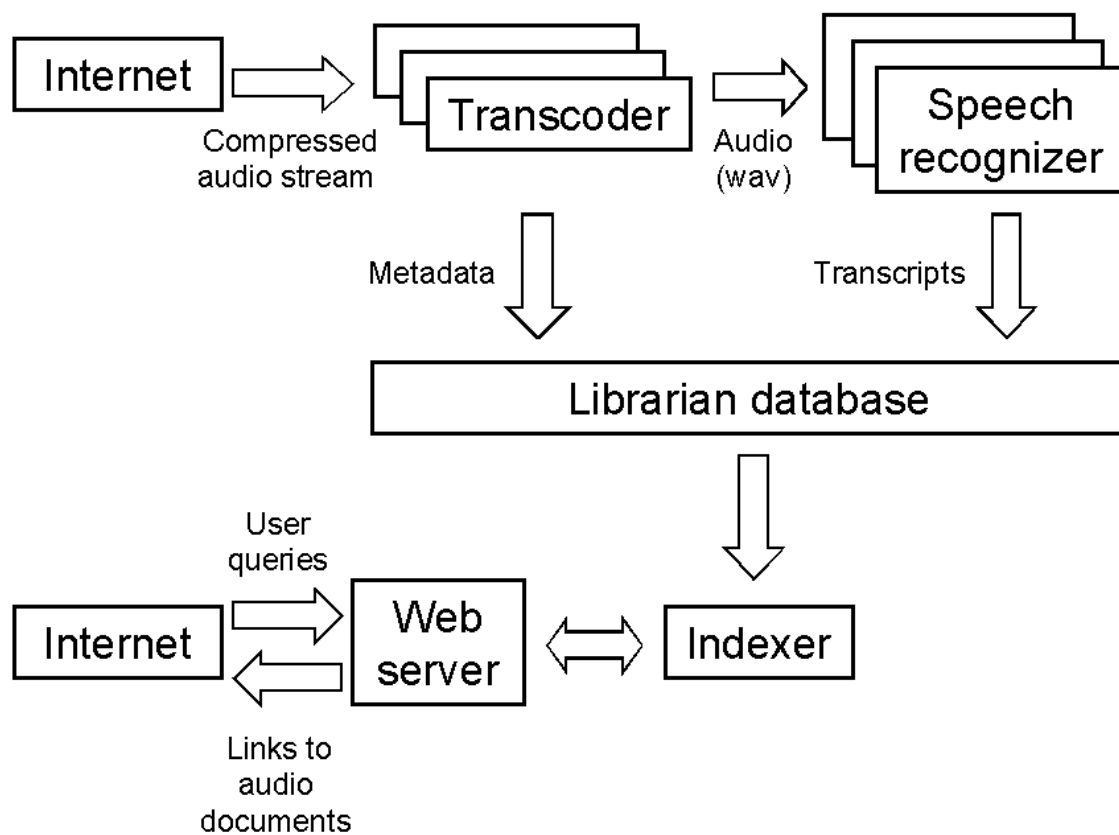 Internet
Compressed
audio stream
Transcoder
Audio
(wav)
Speech
recognizer
Metadata
Transcripts
Librarian database
User
queries
Internet
Web
server
Indexer
Links to
audio
documents